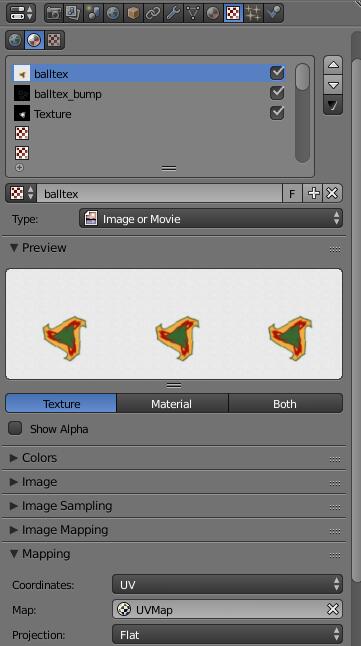 balltex
balltex_bump
Texture
balltex F
Type: Image or Movie
Preview
Texture Material Both
Show Alpha
Colors
Image
Image Sampling
Image Mapping
Mapping
Coordinates: UV
Map: UVMap
Projection: Flat